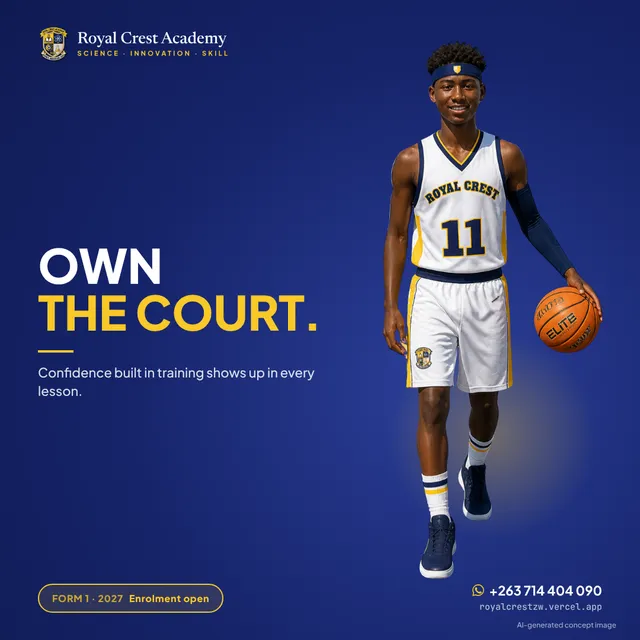 Royal Crest Academy
SCIENCE · INNOVATION · SKILL
ROYAL CREST
11
OWN
THE COURT.
Confidence built in training shows up in every
lesson.
ELITE
FORM 1 · 2027 Enrolment open
+263 714 404 090
royalcrestzw.vercel.app
AI-generated concept image